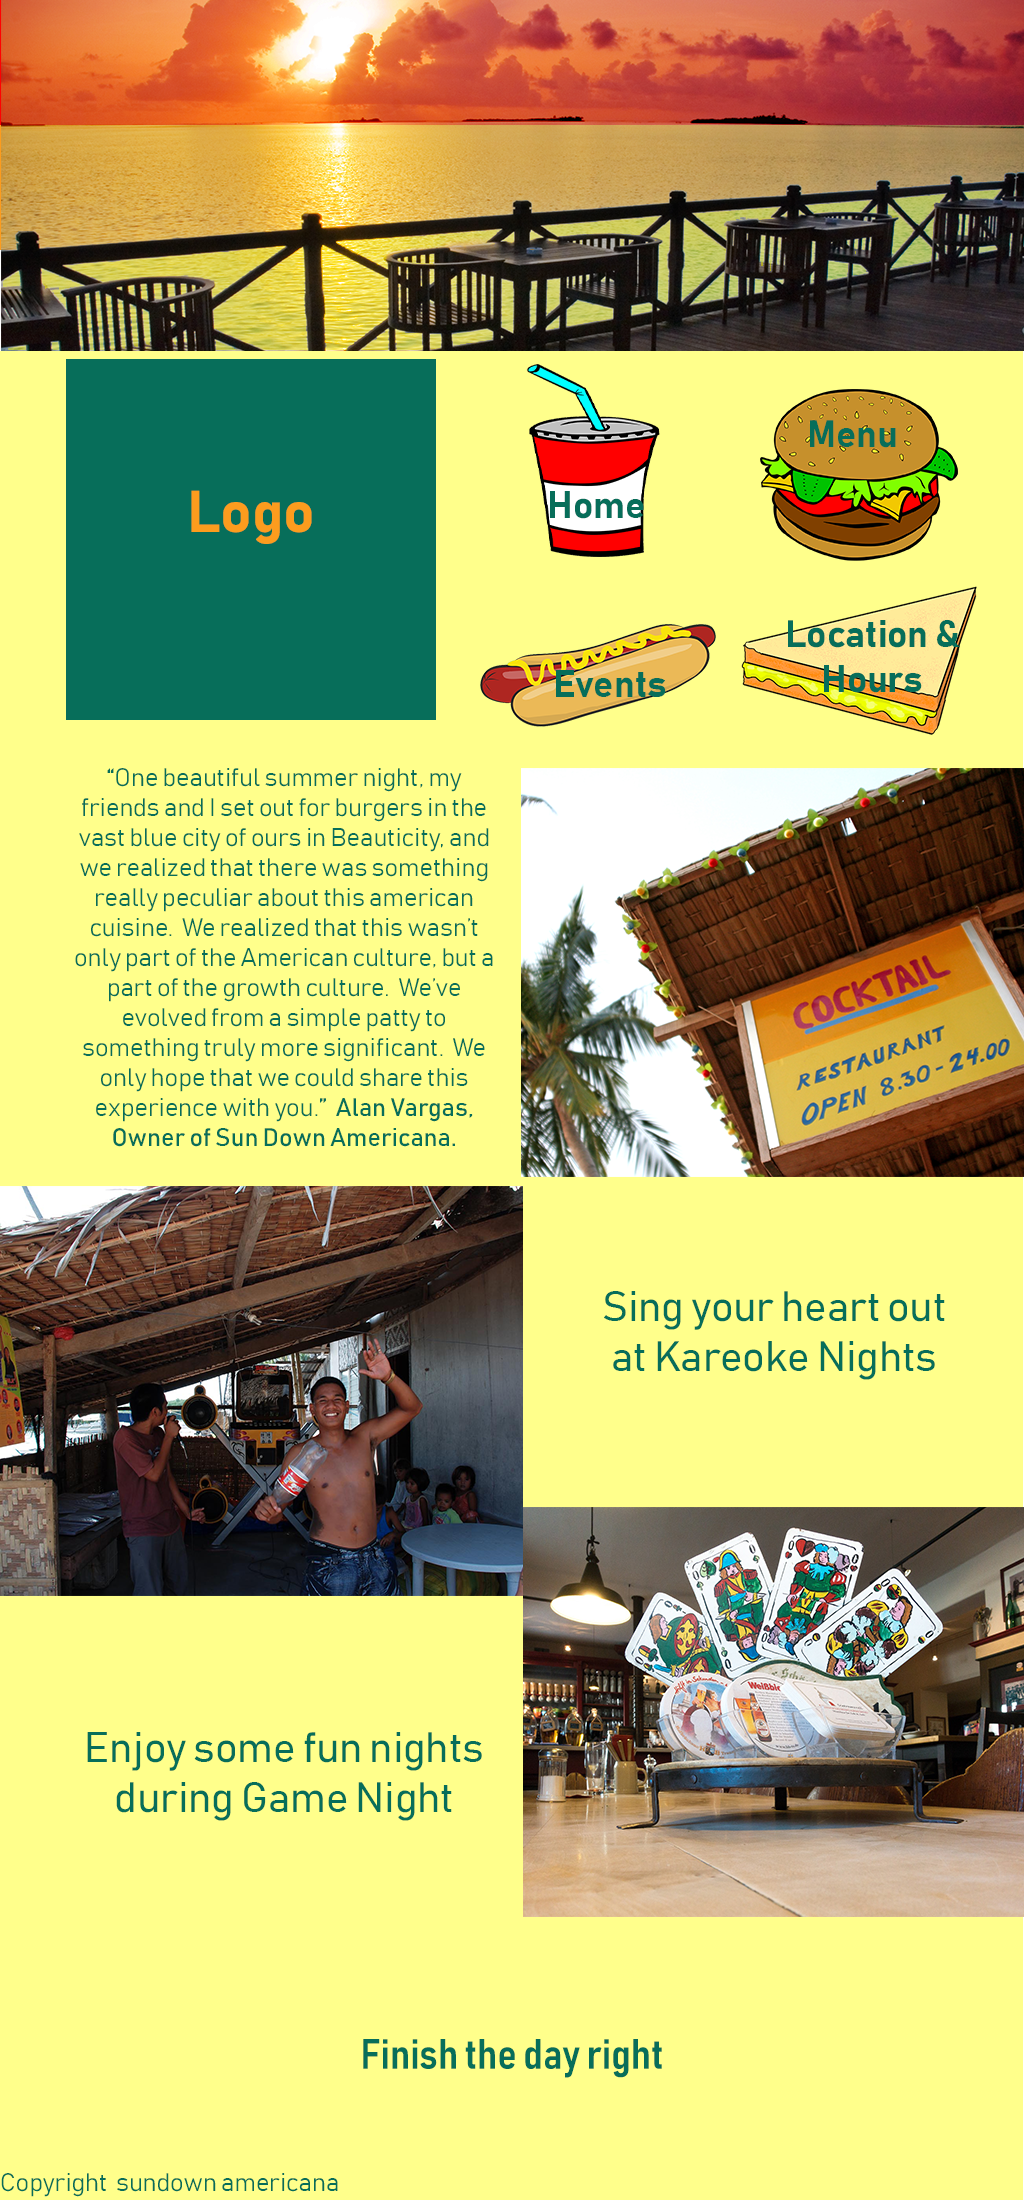 Logo
Home
Menu
Events
Location &
Hours
“One beautiful summer night, my
friends and I set out for burgers in the
vast blue city of ours in Beauticity, and
we realized that there was something
really peculiar about this american
cuisine.  We realized that this wasn't
only part of the American culture, but a
part of the growth culture.  We've
evolved from a simple patty to
something truly more significant.  We
only hope that we could share this
experience with you.”  Alan Vargas,
Owner of Sun Down Americana.
COCKTAIL
RESTAURANT
OPEN 8.30-24.00
Sing your heart out
at Kareoke Nights
Weißbier
Enjoy some fun nights
during Game Night
Finish the day right
Copyright  sundown americana